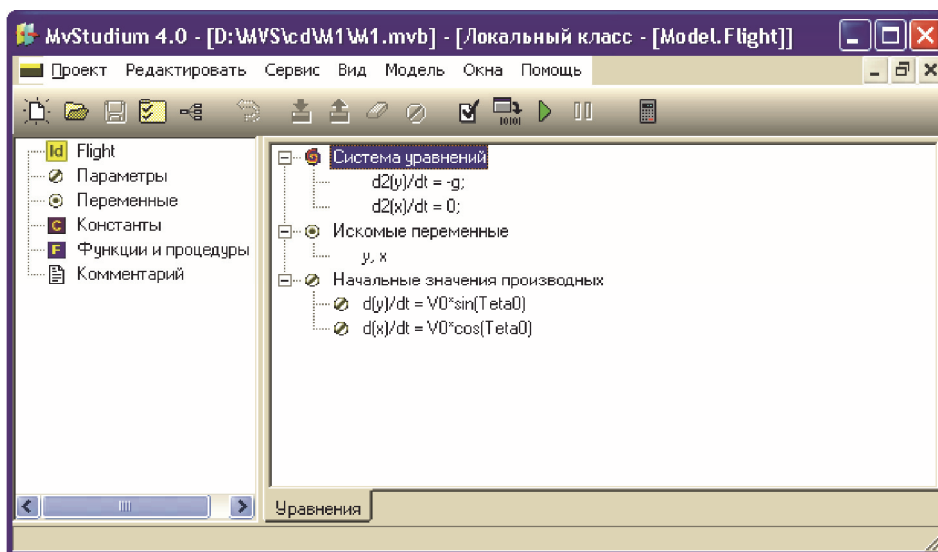 MvStudium 4.0 - [D:\MVS\cd\M1\M1.mvb] - [Локальный класс - [Model.Flight]]
Проект Редактировать Сервис Вид Модель Окна Помощь
10101
Id Flight
Параметры
Переменные
C Константы
F Функции и процедуры
Комментарий
Система уравнений
d2(y)/dt = -g;
d2(x)/dt = 0;
Искомые переменные
y, x
Начальные значения производных
d(y)/dt = V0*sin(Teta0)
d(x)/dt = V0*cos(Teta0)
Уравнения